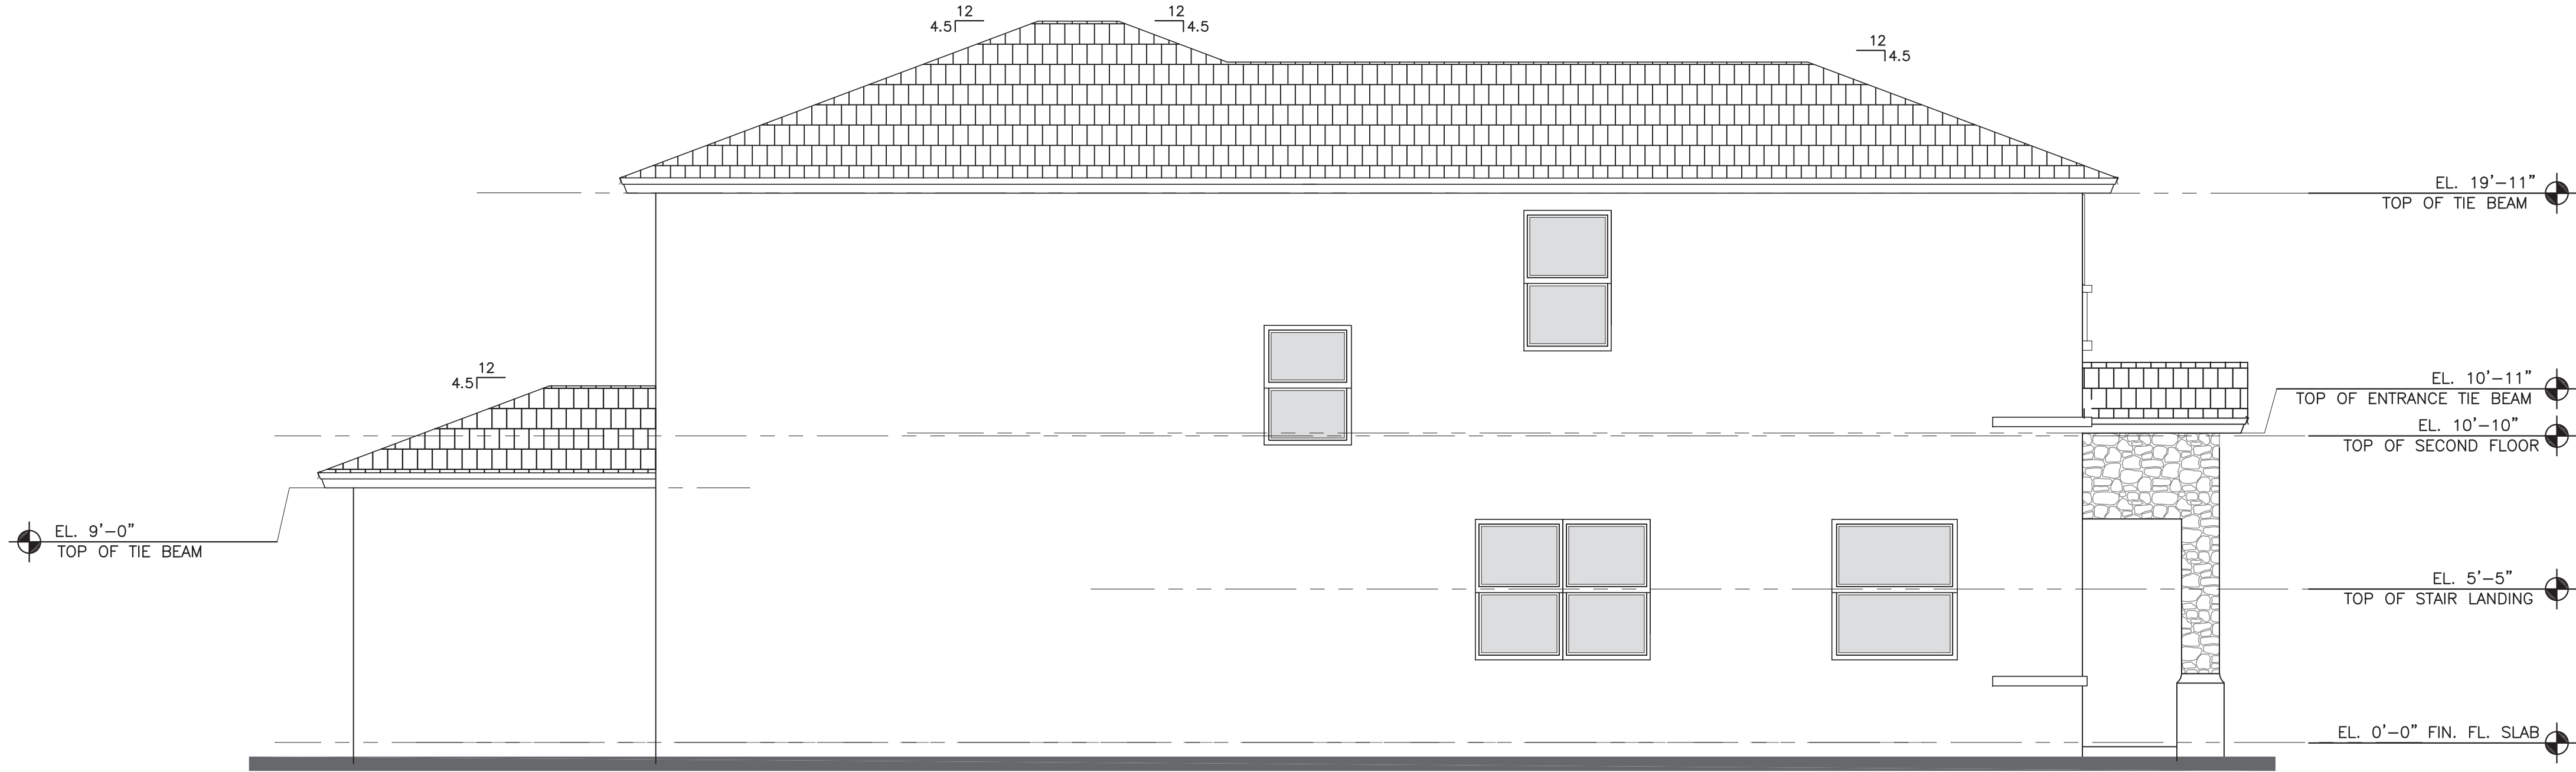 12
4.5
12
4.5
12
4.5
EL. 19'-11"
TOP OF TIE BEAM
12
4.5
EL. 10'-11"
TOP OF ENTRANCE TIE BEAM
EL. 10'-10"
TOP OF SECOND FLOOR
EL. 9'-0"
TOP OF TIE BEAM
EL. 5'-5"
TOP OF STAIR LANDING
EL. 0'-0" FIN. FL. SLAB